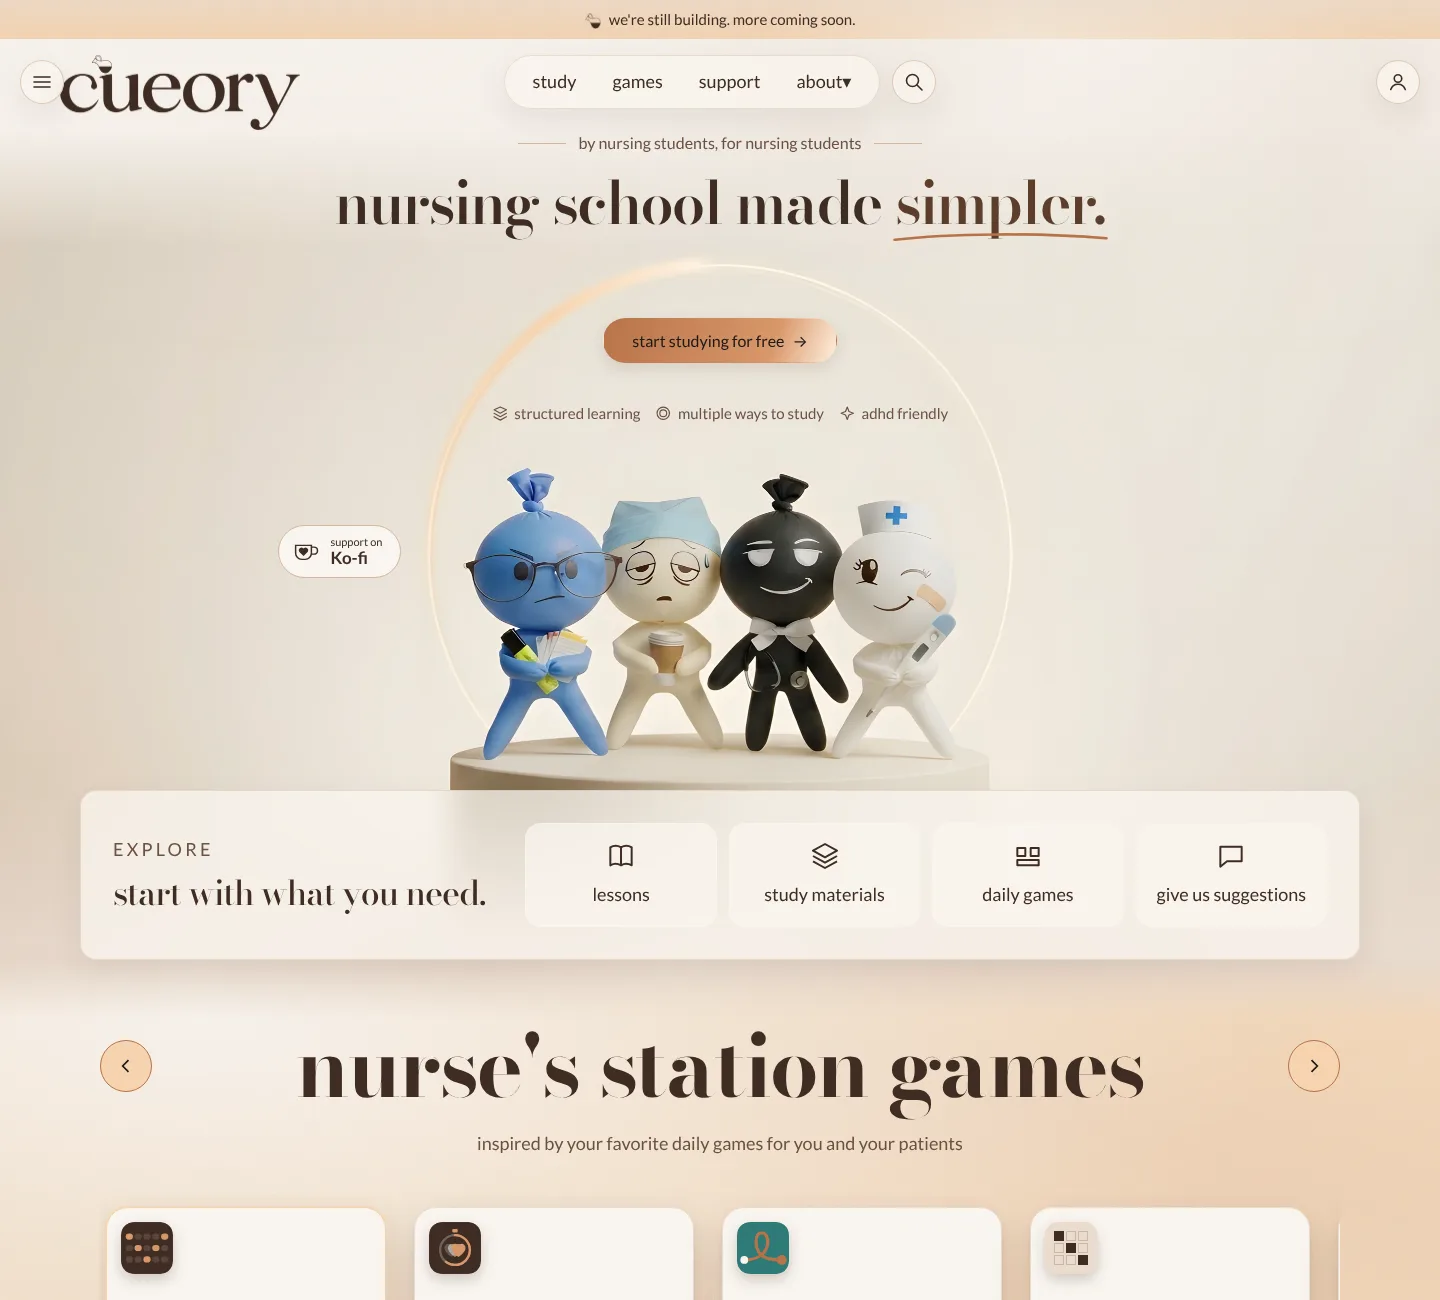 we're still building. more coming soon.
cueory
study games support about▾
by nursing students, for nursing students
nursing school made simpler.
start studying for free →
structured learning multiple ways to study adhd friendly
support on
Ko-fi
EXPLORE
start with what you need.
lessons
study materials
daily games
give us suggestions
nurse's station games
inspired by your favorite daily games for you and your patients